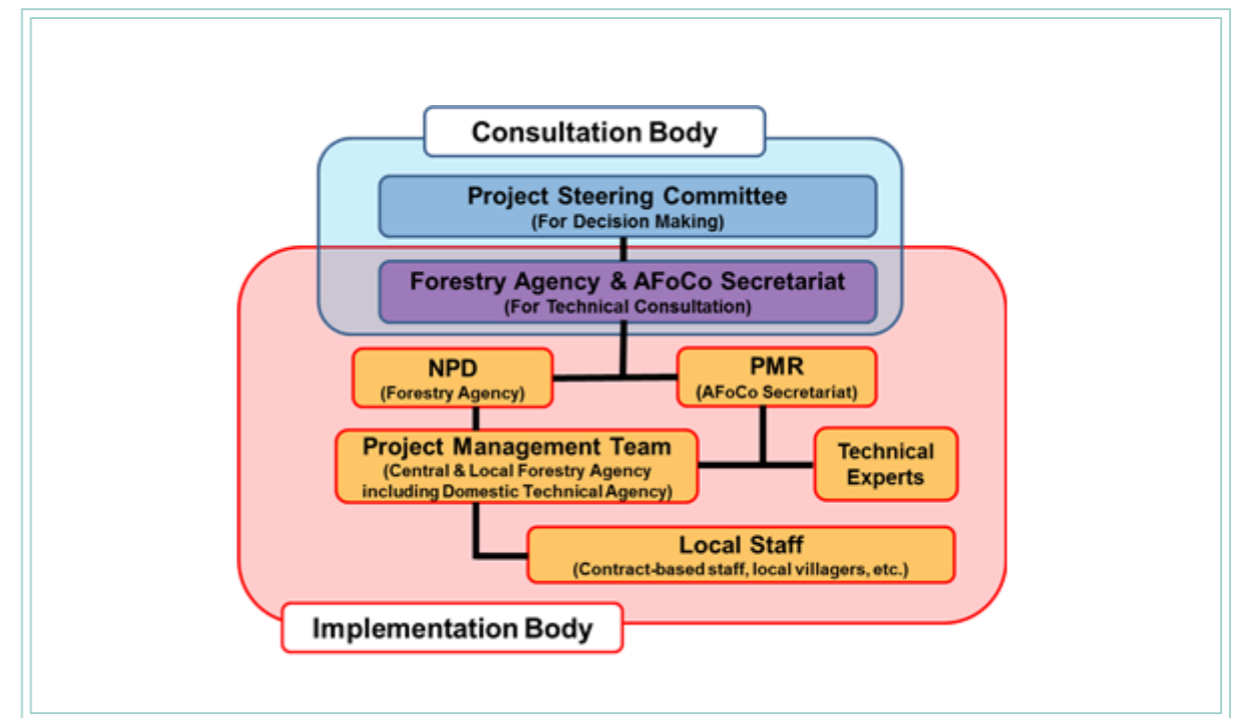 Consultation Body
Project Steering Committee
(For Decision Making)
Forestry Agency & AFoCo Secretariat
(For Technical Consultation)
NPD
(Forestry Agency)
PMR
(AFoCo Secretariat)
Project Management Team
(Central & Local Forestry Agency
including Domestic Technical Agency)
Technical
Experts
Local Staff
(Contract-based staff, local villagers, etc.)
Implementation Body